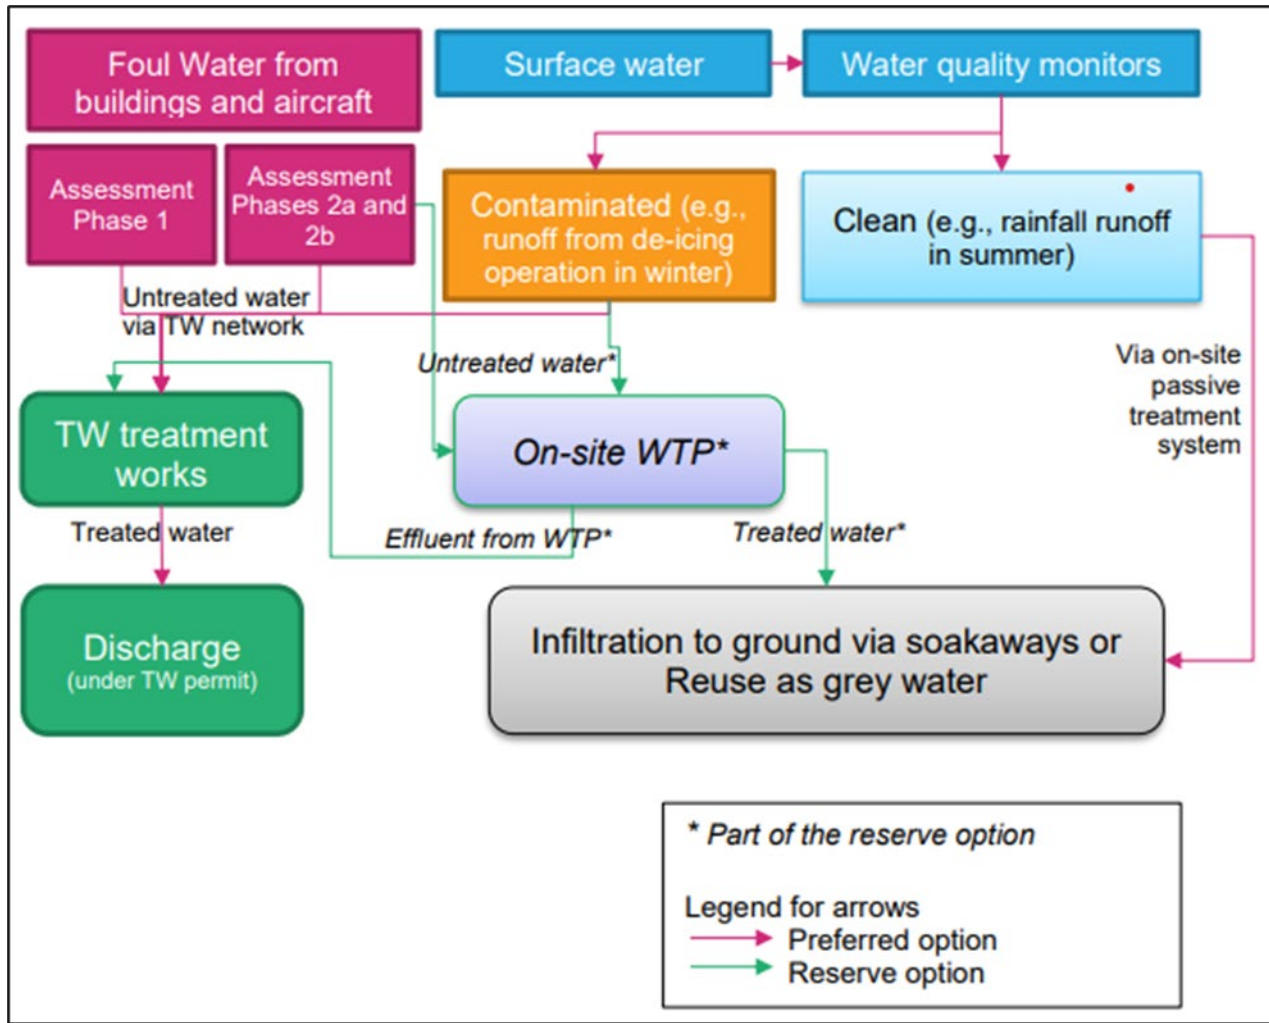 Foul Water from
buildings and aircraft
Surface water
Water quality monitors
Assessment
Phase 1
Assessment
Phases 2a and
2b
Contaminated (e.g.,
runoff from de-icing
operation in winter)
Clean (e.g., rainfall runoff
in summer)
Untreated water
via TW network
Untreated water*
Via on-site
passive
treatment
system
TW treatment
works
On-site WTP*
Treated water
Effluent from WTP*
Treated water*
Discharge
(under TW permit)
Infiltration to ground via soakaways or
Reuse as grey water
* Part of the reserve option
Legend for arrows
Preferred option
Reserve option